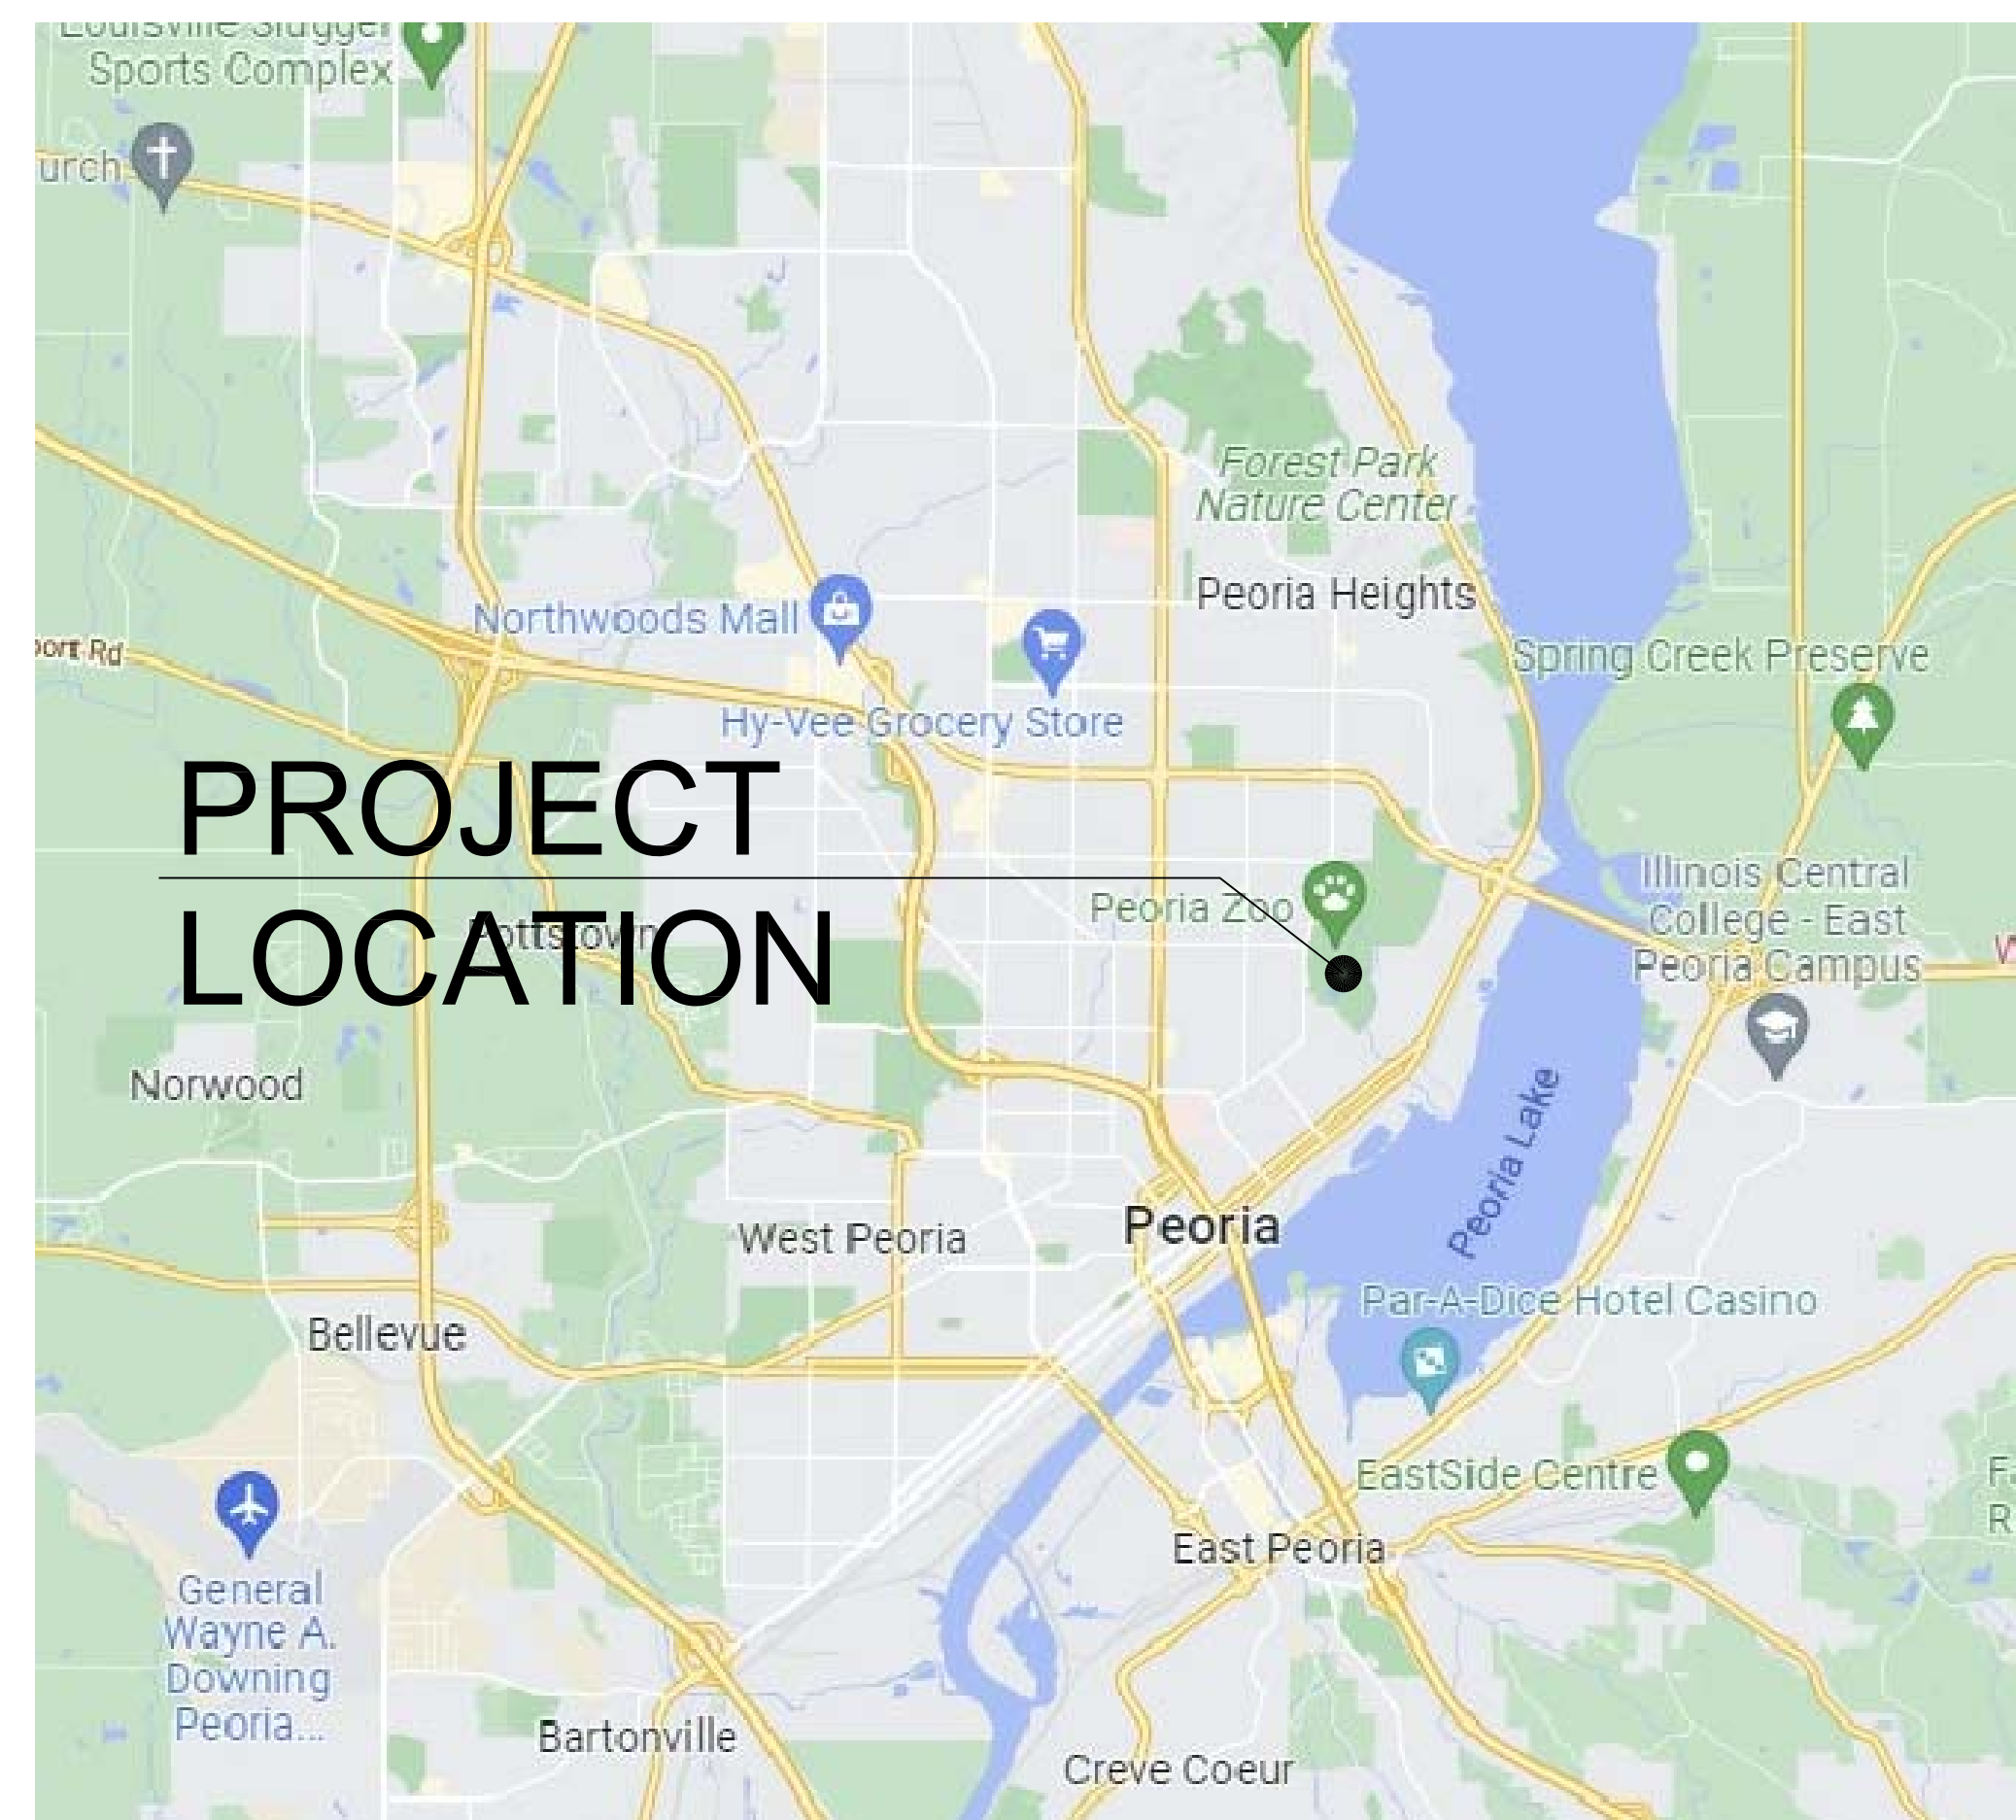 Louisville Slugger
Sports Complex
urch
Forest Park
Nature Center
Peoria Heights
Northwoods Mall
port Rd
Spring Creek Preserve
Hy-Vee Grocery Store
PROJECT
LOCATION
Pottstown
Peoria Zoo
Illinois Central
College - East
Peoria Campus
Norwood
Peoria Lake
West Peoria
Peoria
Par-A-Dice Hotel Casino
Bellevue
EastSide Centre
East Peoria
General
Wayne A.
Downing
Peoria...
Bartonville
Creve Coeur